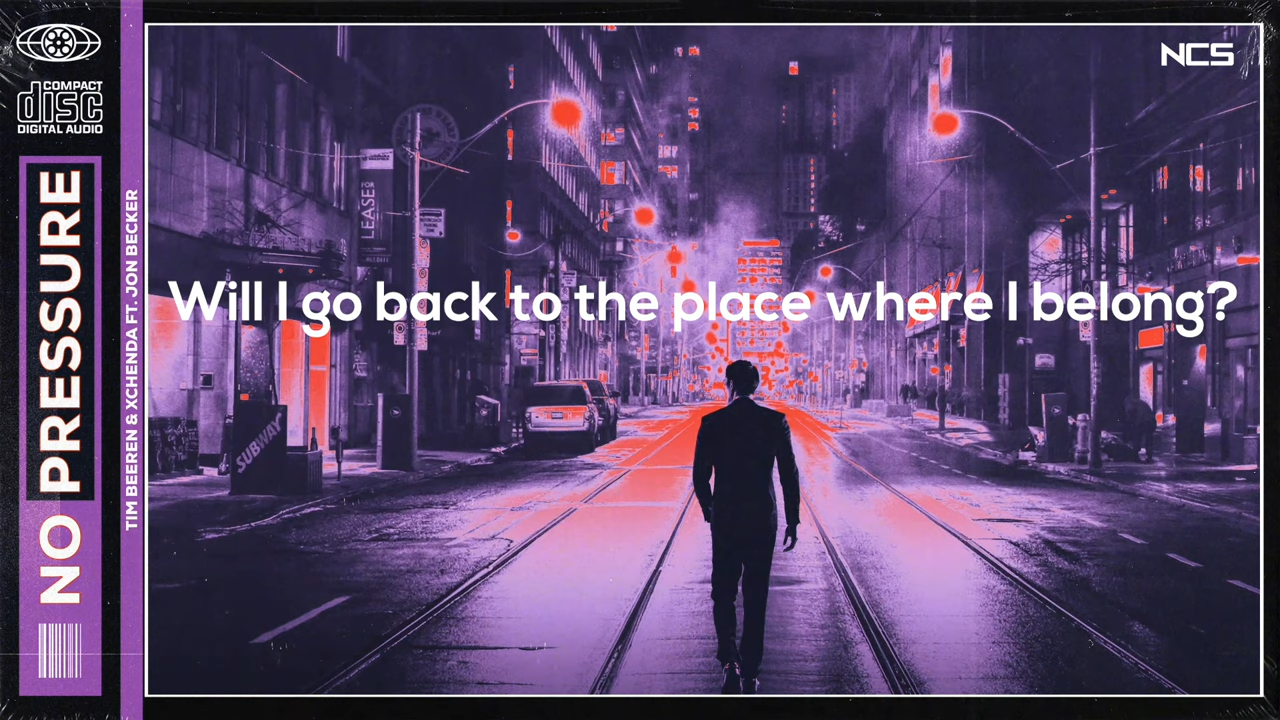 COMPACT
disc
DIGITAL AUDIO
NO PRESSURE
TIM BEEREN & XCHENDA FT. JON BECKER
NCS
Will I go back to the place where I belong?
FOR
LEASE
SUBWAY